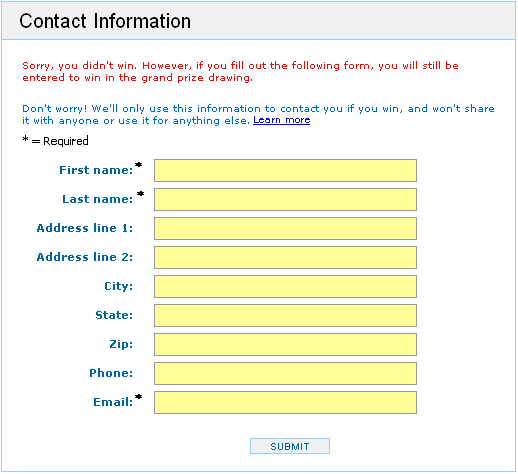 Contact Information
Sorry, you didn't win. However, if you fill out the following form, you will still be
entered to win in the grand prize drawing.
Don't worry! We'll only use this information to contact you if you win, and won't share
it with anyone or use it for anything else. Learn more
* = Required
First name:*
Last name: *
Address line 1:
Address line 2:
City:
State:
Zip:
Phone:
Email:*
SUBMIT